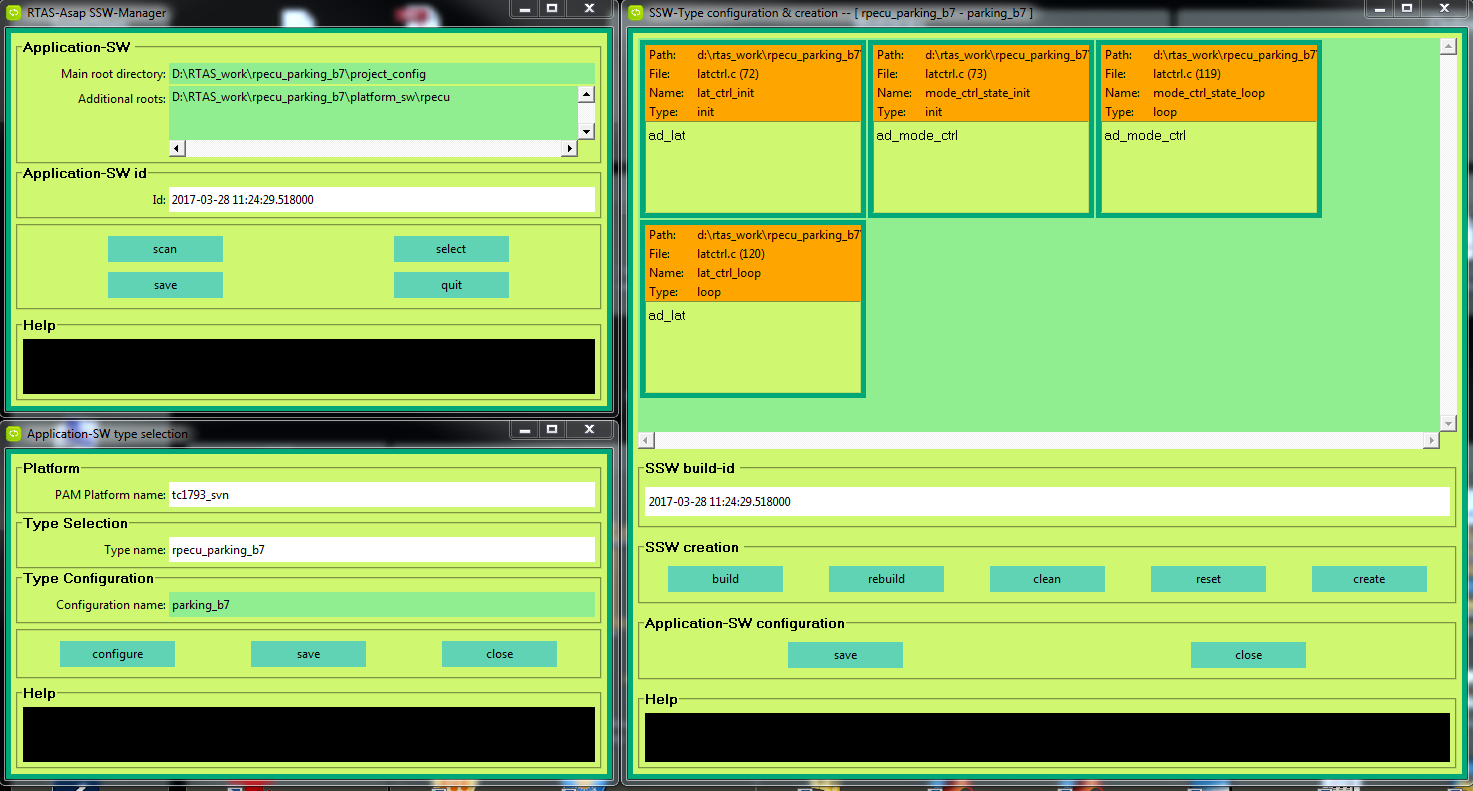 RTAS-Asap SSW-Manager
Application-SW
Main root directory: D:\RTAS_work\rpecu_parking_b7\project_config
Additional roots: D:\RTAS_work\rpecu_parking_b7\platform_sw\rpecu
Application-SW id
Id: 2017-03-28 11:24:29.518000
scan select
save quit
Help
Application-SW type selection
Platform
PAM Platform name: tc1793_svn
Type Selection
Type name: rpecu_parking_b7
Type Configuration
Configuration name: parking_b7
configure save close
Help
SSW-Type configuration & creation -- [ rpecu_parking_b7 - parking_b7 ]
Path: d:\rtas_work\rpecu_parking_b7\
File: latctrl.c (72)
Name: lat_ctrl_init
Type: init
ad_lat
Path: d:\rtas_work\rpecu_parking_b7\
File: latctrl.c (73)
Name: mode_ctrl_state_init
Type: init
ad_mode_ctrl
Path: d:\rtas_work\rpecu_parking_b7\
File: latctrl.c (119)
Name: mode_ctrl_state_loop
Type: loop
ad_mode_ctrl
Path: d:\rtas_work\rpecu_parking_b7\
File: latctrl.c (120)
Name: lat_ctrl_loop
Type: loop
ad_lat
SSW build-id
2017-03-28 11:24:29.518000
SSW creation
build rebuild clean reset create
Application-SW configuration
save close
Help